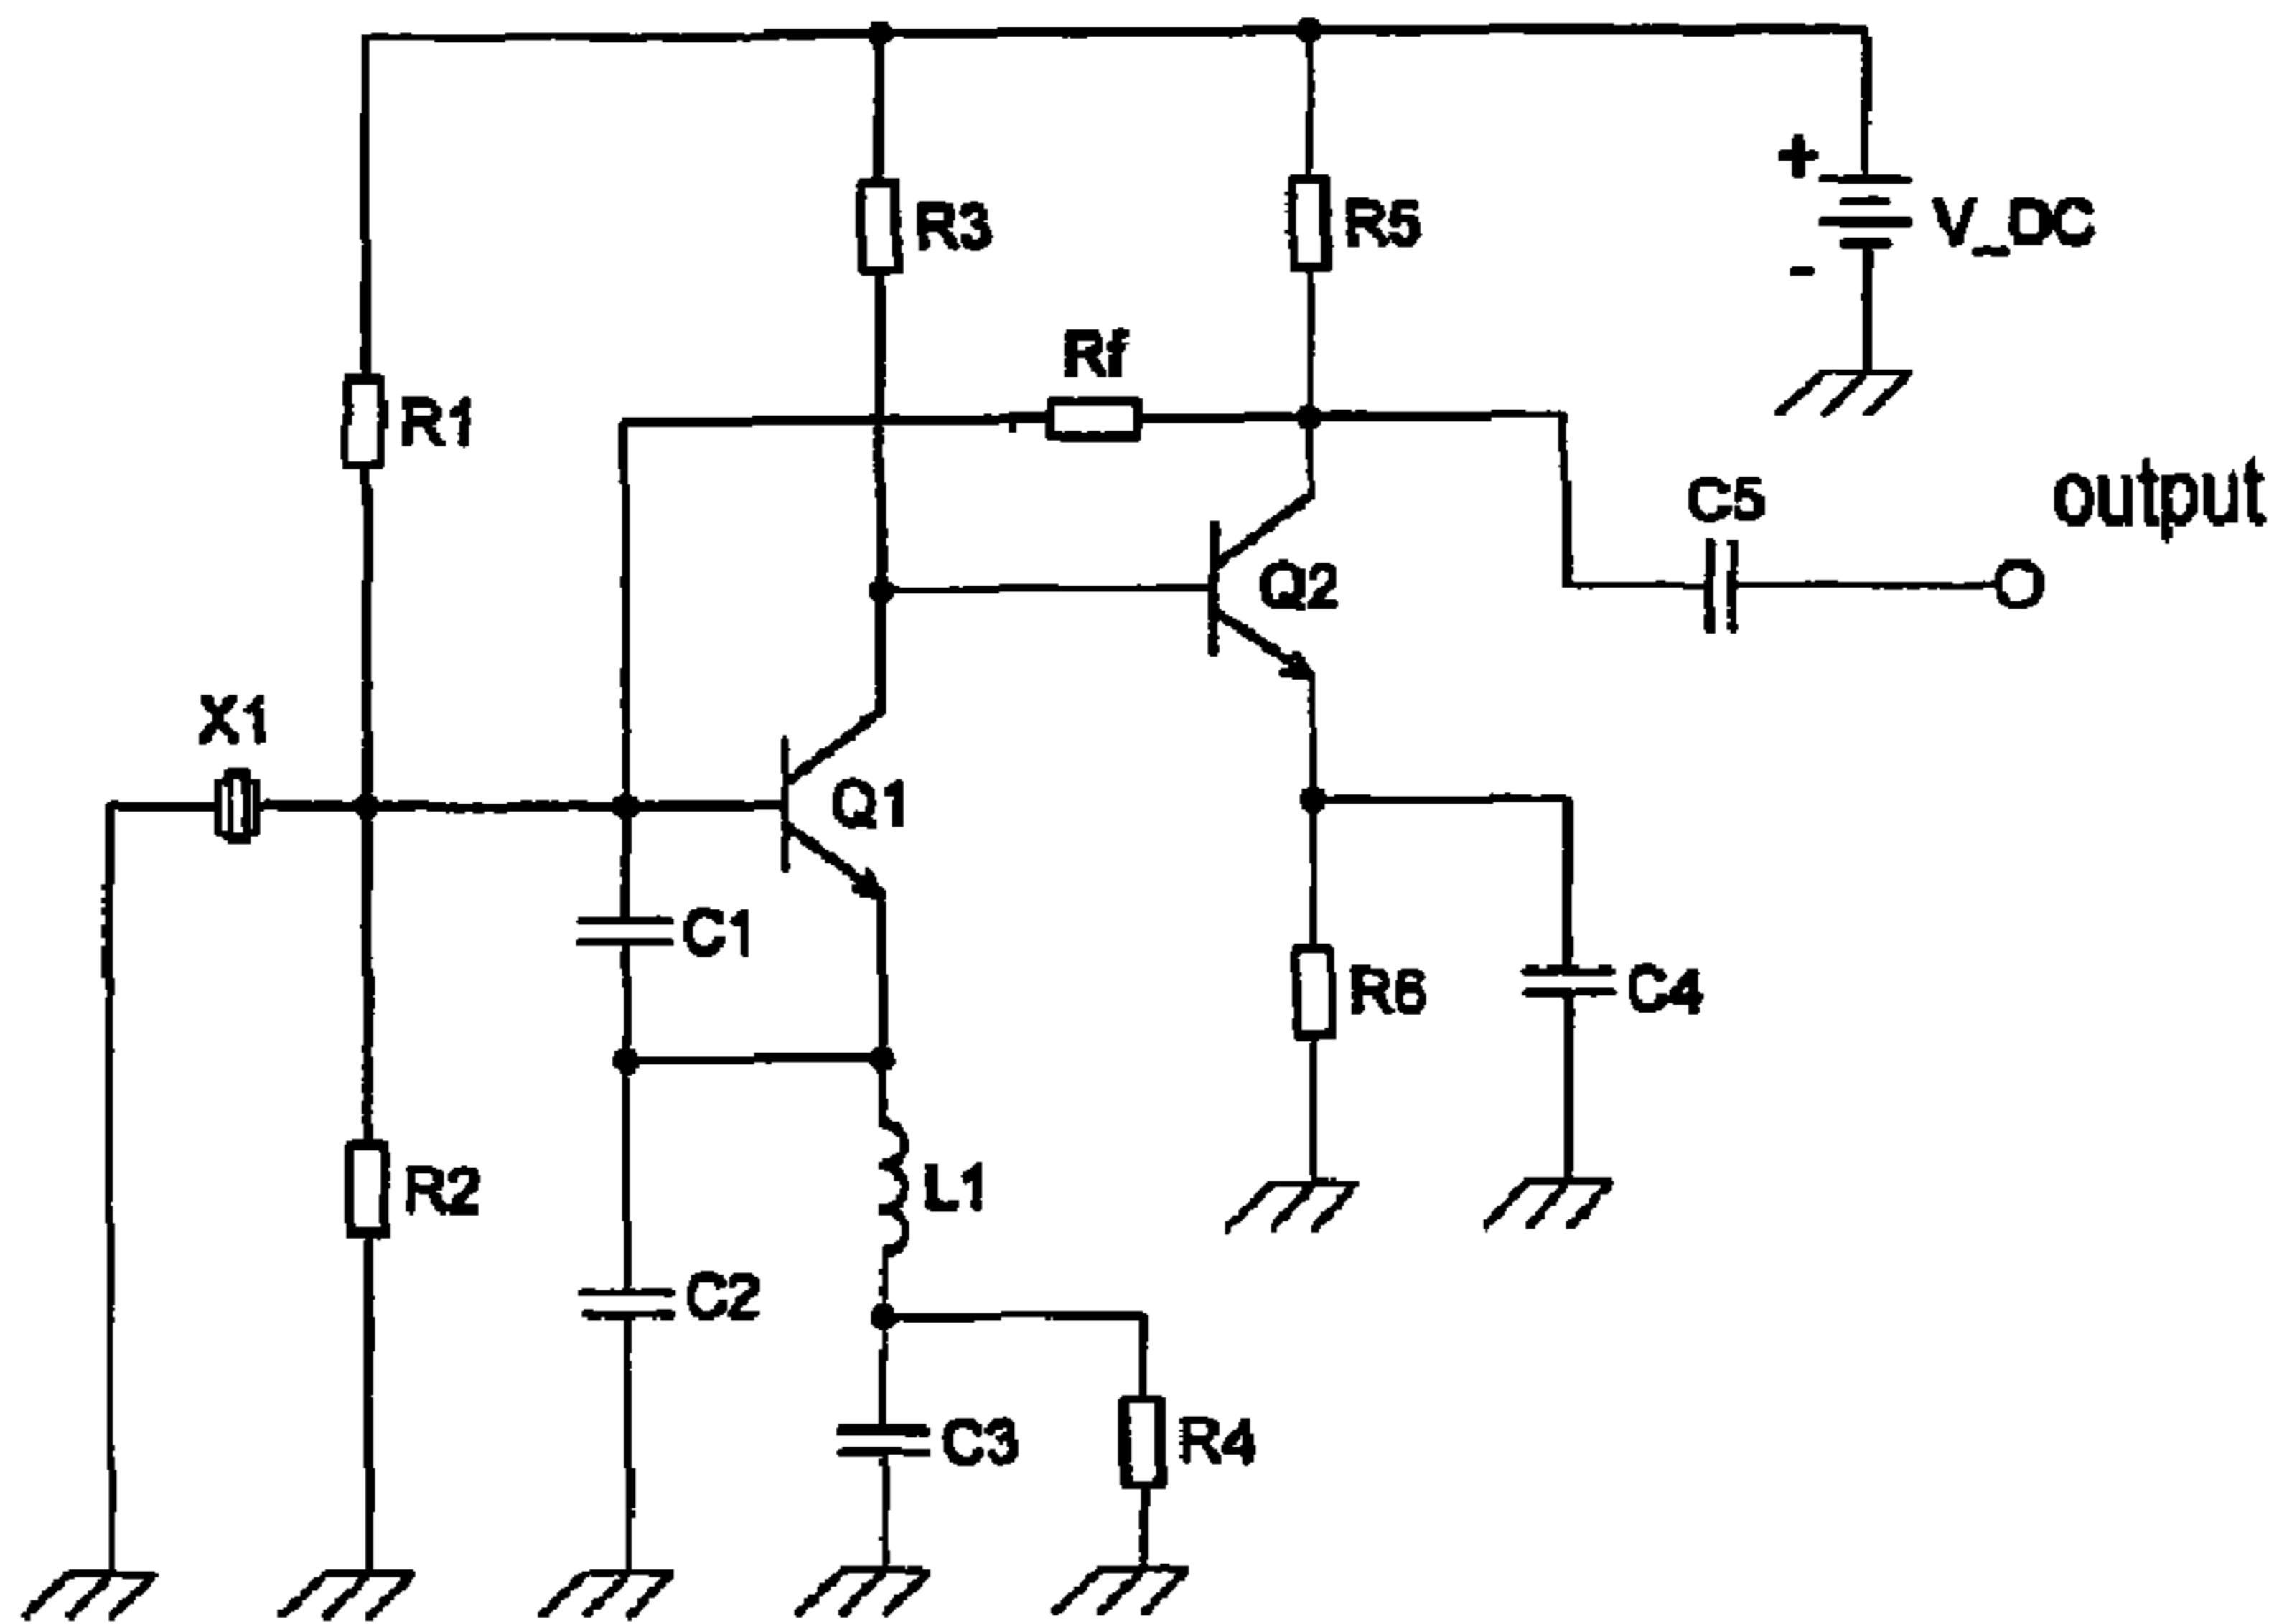 +
R3
R5
V_DC
-
Rf
R1
C5
output
Q2
X1
Q1
C1
R6
C4
R2
L1
C2
C3
R4